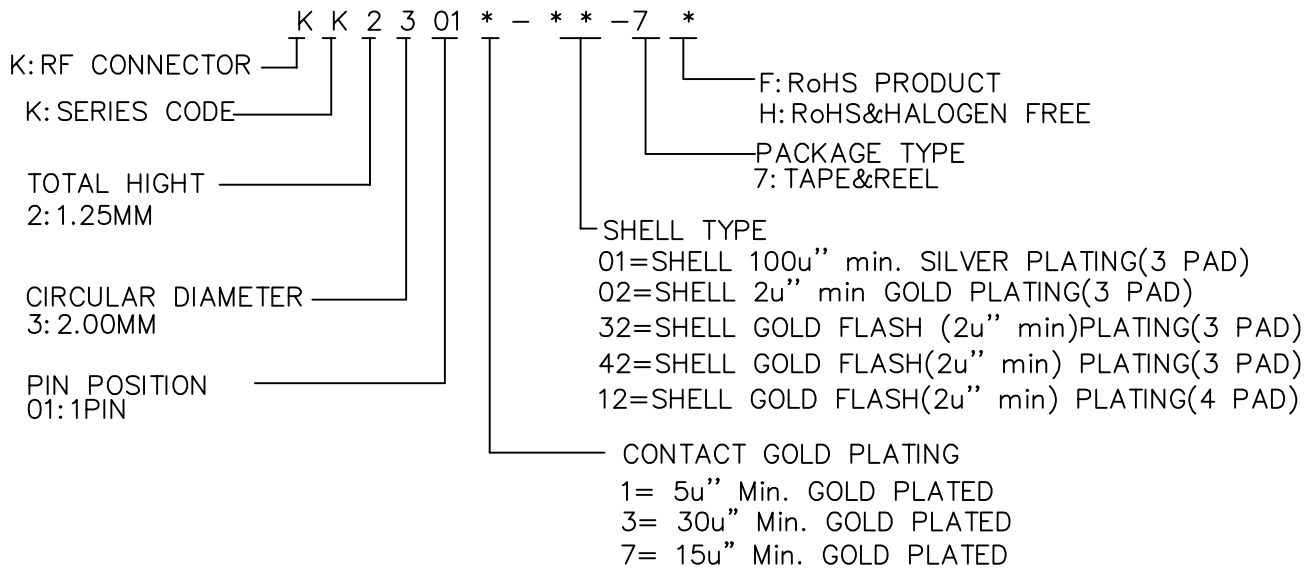 K K 2 3 01 * - * * -7 *
K:RF CONNECTOR
K:SERIES CODE
TOTAL HIGHT
2:1.25MM
CIRCULAR DIAMETER
3:2.00MM
PIN POSITION
01:1PIN
F:RoHS PRODUCT
H:RoHS&HALOGEN FREE
PACKAGE TYPE
7:TAPE&REEL
SHELL TYPE
01=SHELL 100u'' min. SILVER PLATING(3 PAD)
02=SHELL 2u'' min GOLD PLATING(3 PAD)
32=SHELL GOLD FLASH (2u'' min)PLATING(3 PAD)
42=SHELL GOLD FLASH(2u'' min) PLATING(3 PAD)
12=SHELL GOLD FLASH(2u'' min) PLATING(4 PAD)
CONTACT GOLD PLATING
1= 5u'' Min. GOLD PLATED
3= 30u" Min. GOLD PLATED
7= 15u" Min. GOLD PLATED